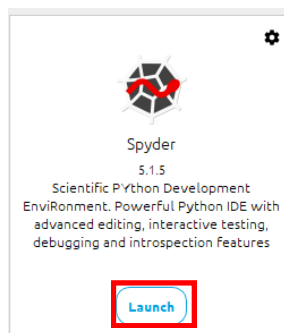 Spyder
5.1.5
Scientific PYthon Development
EnviRonment. Powerful Python IDE with
advanced editing, interactive testing,
debugging and introspection features
Launch